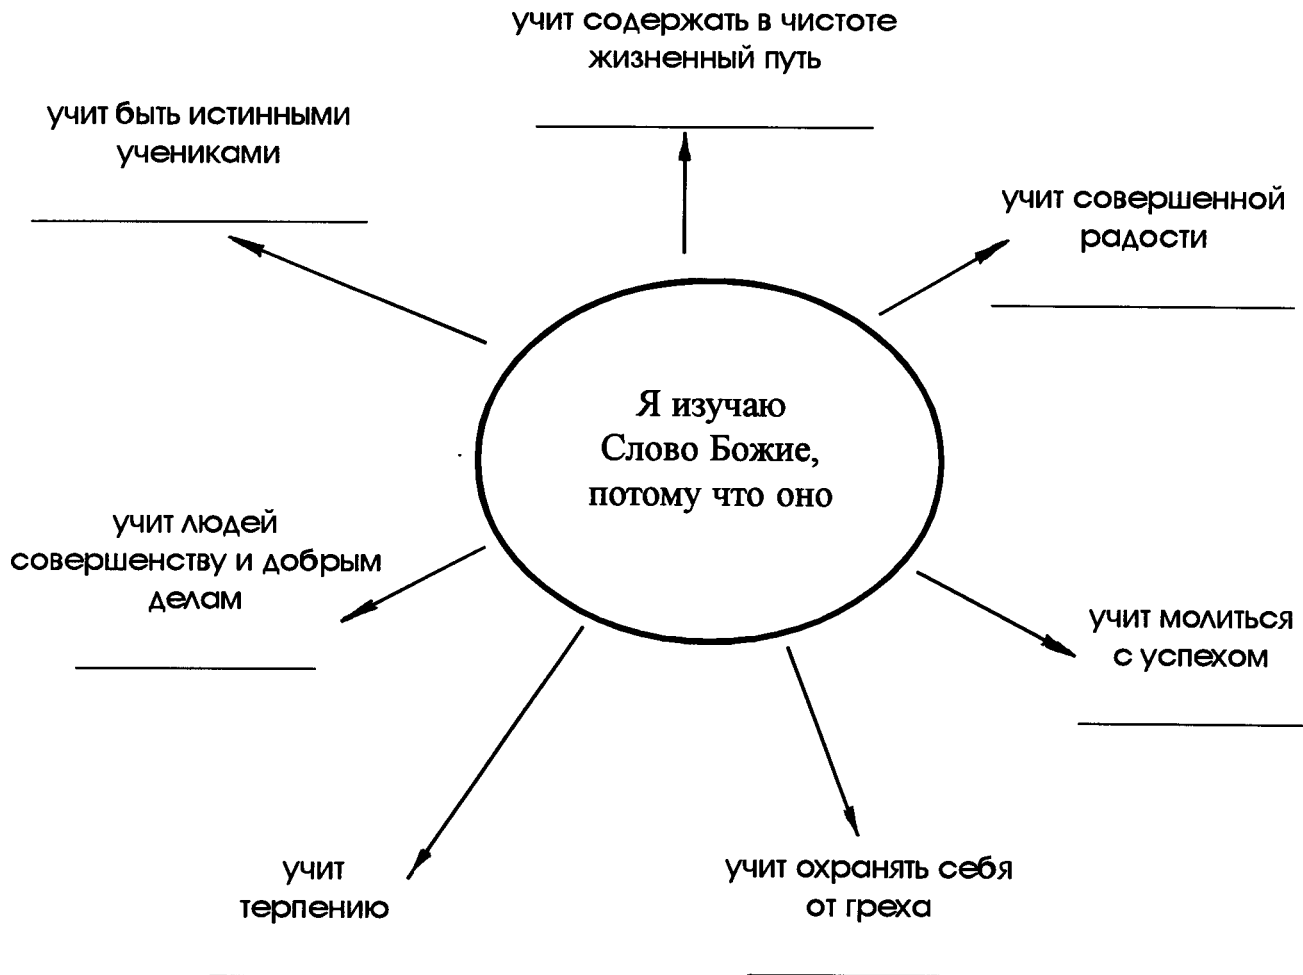 учит содержать в чистоте
жизненный путь
учит быть истинными
учениками
учит совершенной
радости
Я изучаю
Слово Божие,
потому что оно
учит людей
совершенству и добрым
делам
учит молиться
с успехом
учит
терпению
учит охранять себя
от греха